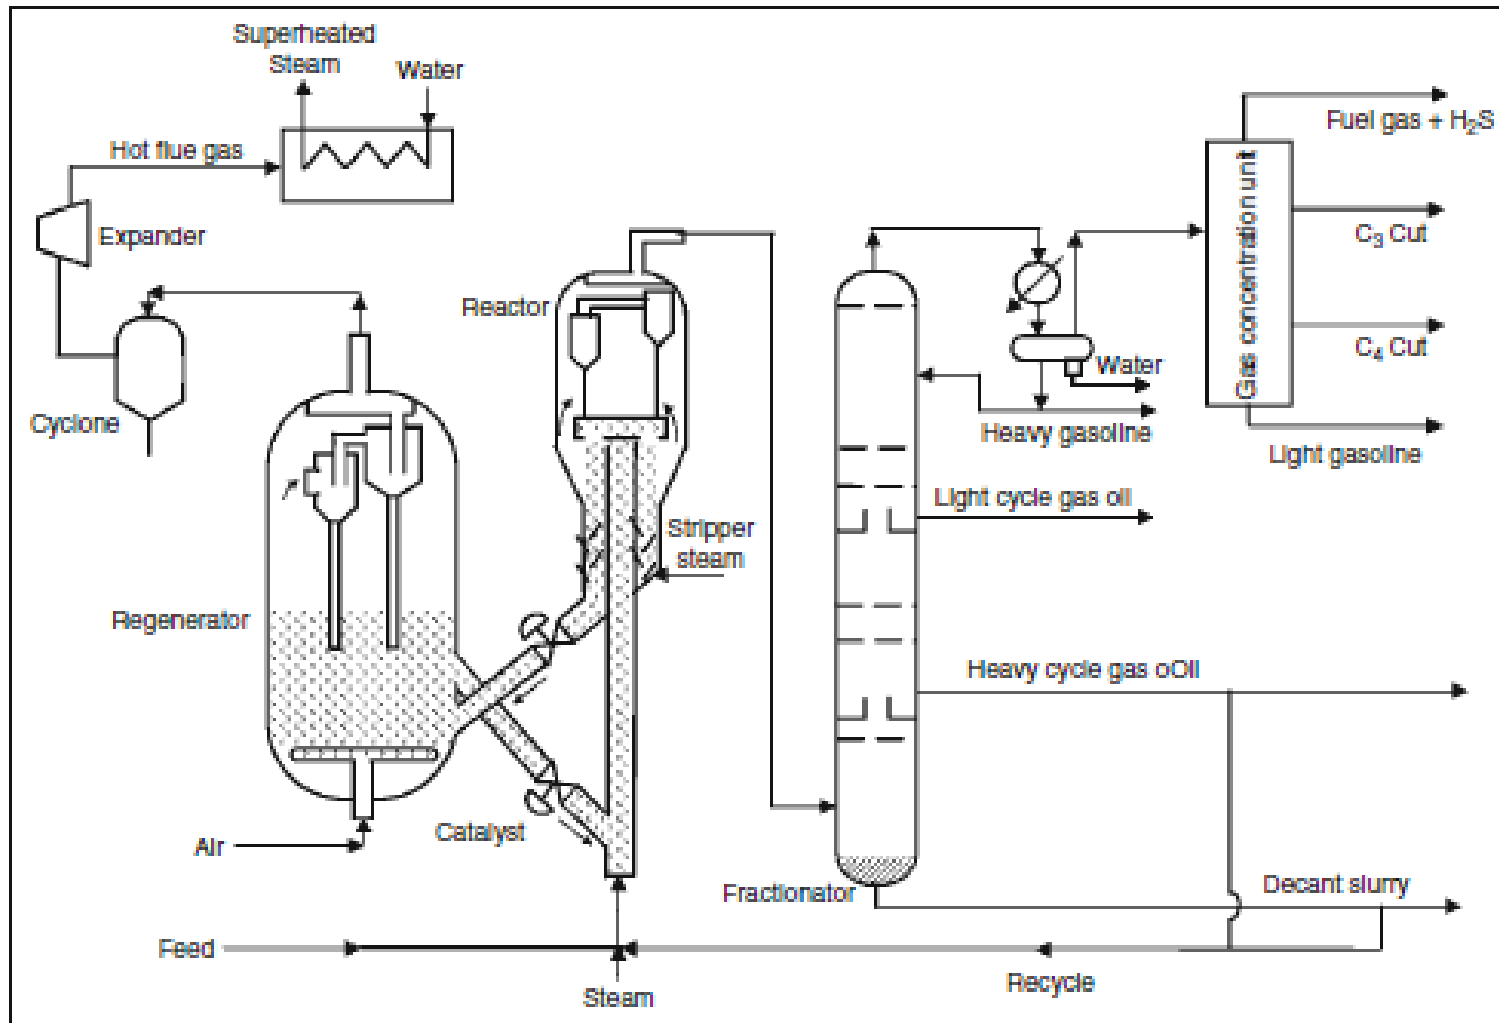 Superheated
Steam
Water
Hot flue gas
Expander
Cyclone
Reactor
Stripper
steam
Regenerator
Catalyst
Air
Feed
Steam
Recycle
Fractionator
Decant slurry
Heavy cycle gas oOil
Light cycle gas oil
Heavy gasoline
Water
Gas concentration unit
Fuel gas + H₂S
C₃ Cut
C₄ Cut
Light gasoline